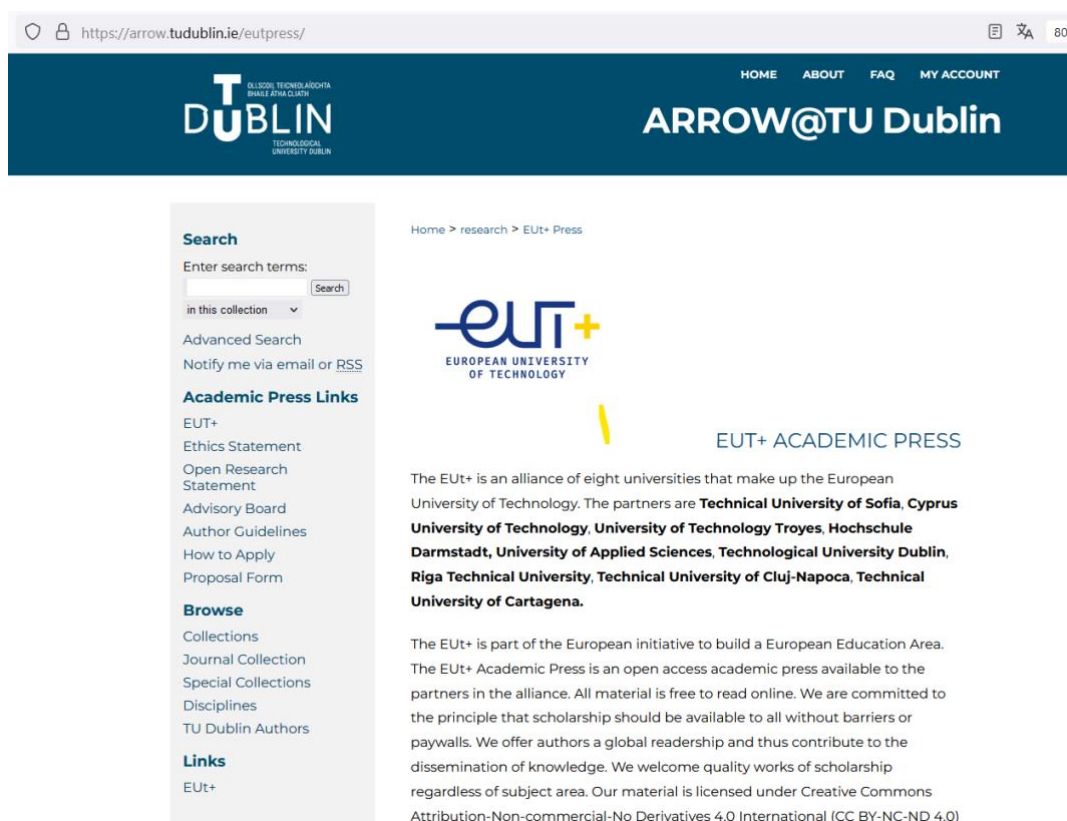 https://arrow.tudublin.ie/eutpress/
80
OLLSCOIL TEICNEOLAÍOCHTA
BHAILE ÁTHA CLIATH
TU DUBLIN
TECHNOLOGICAL
UNIVERSITY DUBLIN
HOME ABOUT FAQ MY ACCOUNT
ARROW@TU Dublin
Search
Enter search terms:
Search
in this collection
Advanced Search
Notify me via email or RSS
Academic Press Links
EUT+
Ethics Statement
Open Research
Statement
Advisory Board
Author Guidelines
How to Apply
Proposal Form
Browse
Collections
Journal Collection
Special Collections
Disciplines
TU Dublin Authors
Links
EUt+
Home > research > EUt+ Press
eut+
EUROPEAN UNIVERSITY
OF TECHNOLOGY
EUT+ ACADEMIC PRESS
The EUt+ is an alliance of eight universities that make up the European
University of Technology. The partners are Technical University of Sofia, Cyprus
University of Technology, University of Technology Troyes, Hochschule
Darmstadt, University of Applied Sciences, Technological University Dublin,
Riga Technical University, Technical University of Cluj-Napoca, Technical
University of Cartagena.
The EUt+ is part of the European initiative to build a European Education Area.
The EUt+ Academic Press is an open access academic press available to the
partners in the alliance. All material is free to read online. We are committed to
the principle that scholarship should be available to all without barriers or
paywalls. We offer authors a global readership and thus contribute to the
dissemination of knowledge. We welcome quality works of scholarship
regardless of subject area. Our material is licensed under Creative Commons
Attribution-Non-commercial-No Derivatives 4.0 International (CC BY-NC-ND 4.0)